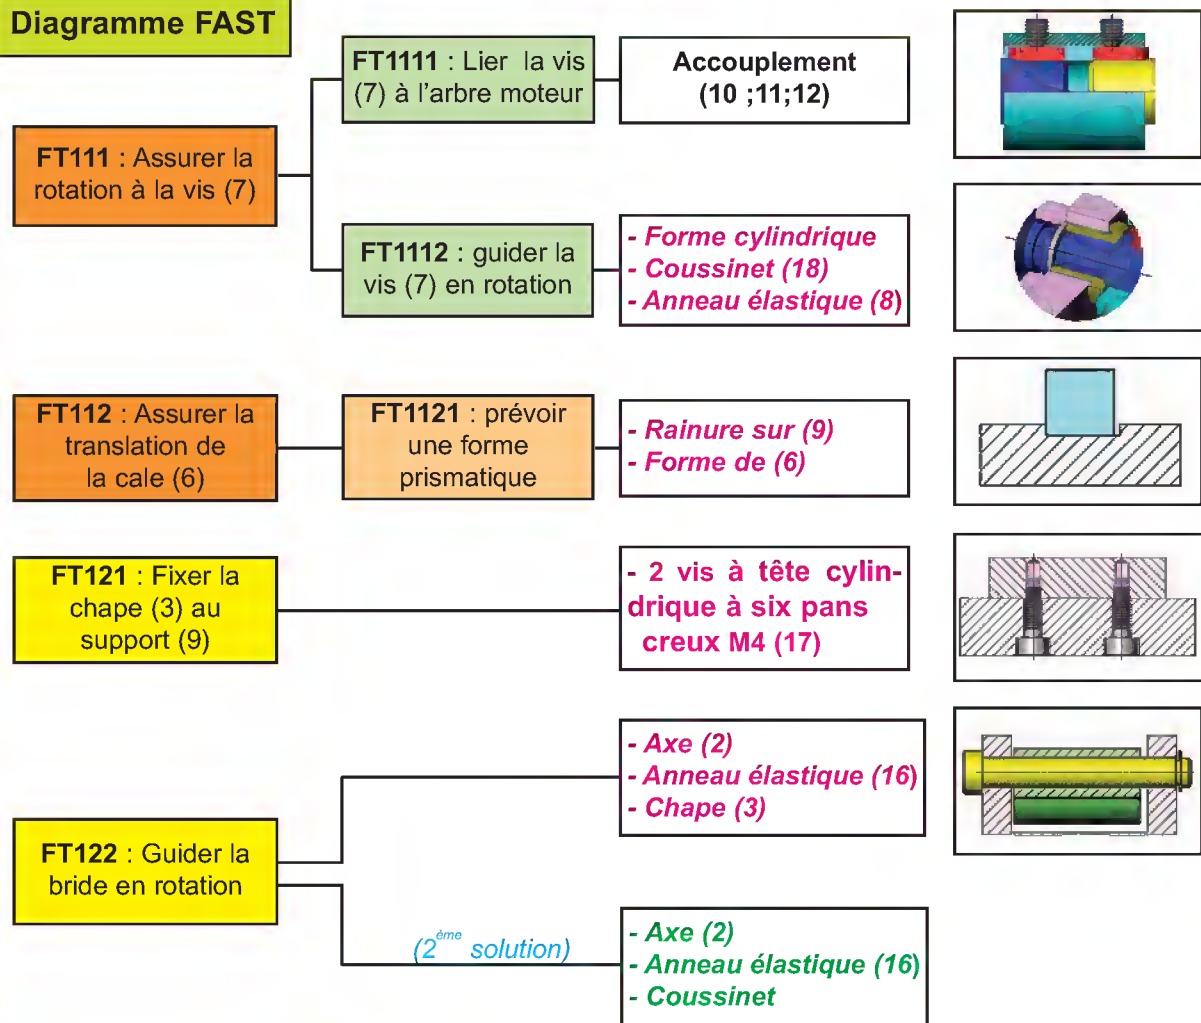 Diagramme FAST
FT111 : Assurer la
rotation à la vis (7)
FT1111 : Lier la vis
(7) à l'arbre moteur
Accouplement
(10 ;11;12)
FT1112 : guider la
vis (7) en rotation
- Forme cylindrique
- Coussinet (18)
- Anneau élastique (8)
FT112 : Assurer la
translation de
la cale (6)
FT1121 : prévoir
une forme
prismatique
- Rainure sur (9)
- Forme de (6)
FT121 : Fixer la
chape (3) au
support (9)
- 2 vis à tête cylin-
drique à six pans
creux M4 (17)
FT122 : Guider la
bride en rotation
- Axe (2)
- Anneau élastique (16)
- Chape (3)
(2ème solution)
- Axe (2)
- Anneau élastique (16)
- Coussinet